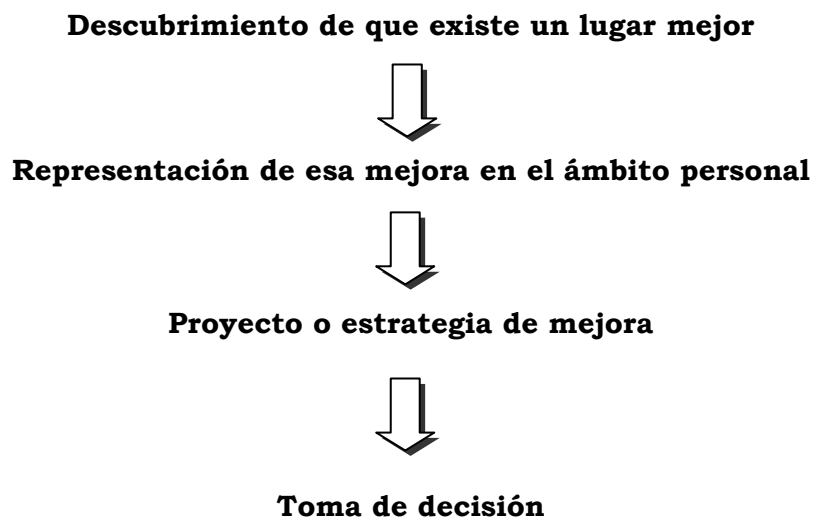 Descubrimiento de que existe un lugar mejor
Representación de esa mejora en el ámbito personal
Proyecto o estrategia de mejora
Toma de decisión